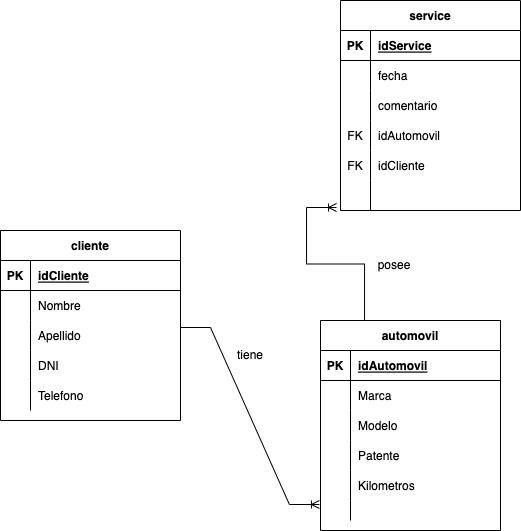 service
PK idService
fecha
comentario
FK idAutomovil
FK idCliente
cliente
PK idCliente
Nombre
Apellido
DNI
Telefono
tiene
posee
automovil
PK idAutomovil
Marca
Modelo
Patente
Kilometros